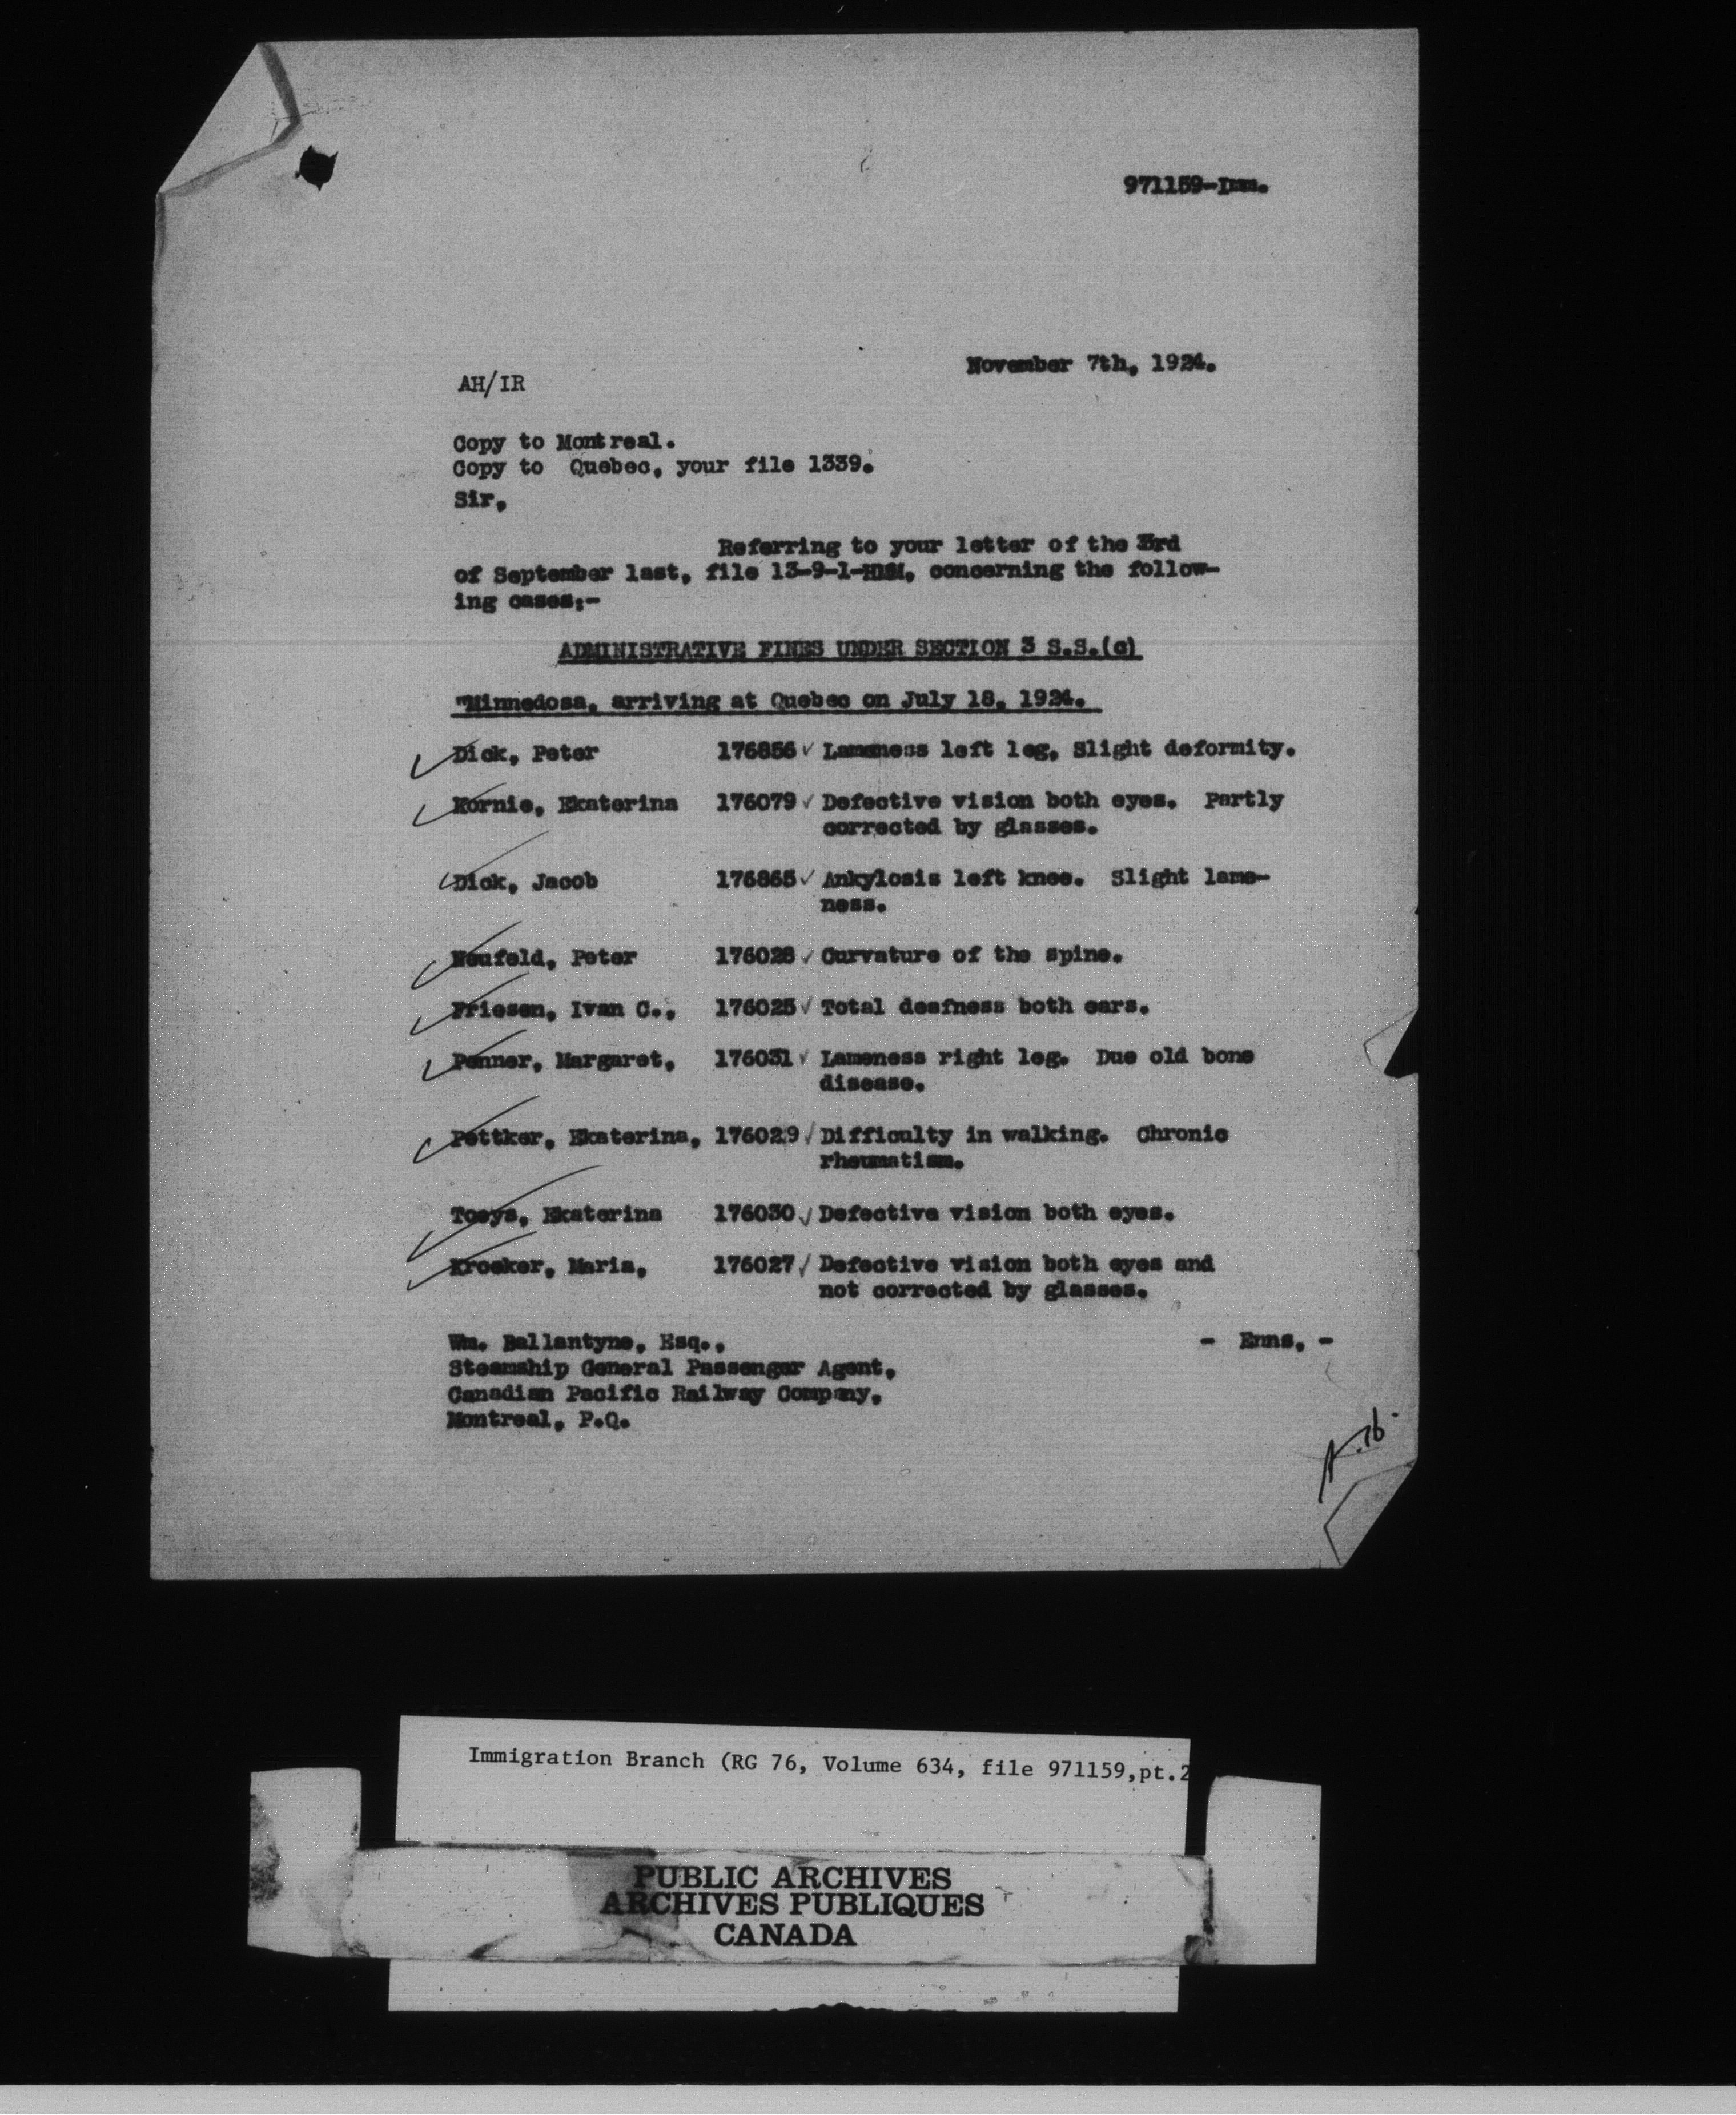 971159-Imm.
November 7th, 1924.
AH/IR
Copy to Montreal.
Copy to Quebec, your file 1339.
Sir,
Referring to your letter of the 3rd
of September last, file 13-9-1-, concerning the follow-
ing cases:-
ADMINISTRATIVE FINES UNDER SECTION 3 S.S.(c)
"Minnedosa, arriving at Quebec on July 18, 1924.
Dick, Peter 176856 ✓ Lameness left leg, Slight deformity.
Kornie, Ekaterina 176079 ✓ Defective vision both eyes. Partly
corrected by glasses.
Dick, Jacob 176865 ✓ Ankylosis left knee. Slight lame-
ness.
Neufeld, Peter 176028 ✓ Curvature of the spine.
Friesen, Ivan C., 176025 ✓ Total deafness both ears.
Penner, Margaret, 176031 ✓ Lameness right leg. Due old bone
disease.
Pettker, Ekaterina, 176029 ✓ Difficulty in walking. Chronic
rheumatism.
Toeys, Ekaterina 176030 ✓ Defective vision both eyes.
Kroeker, Maria, 176027 ✓ Defective vision both eyes and
not corrected by glasses.
Wm. Ballantyne, Esq., - Enns, -
Steamship General Passenger Agent,
Canadian Pacific Railway Company,
Montreal, P.Q.
Immigration Branch (RG 76, Volume 634, file 971159,pt.2
PUBLIC ARCHIVES
ARCHIVES PUBLIQUES
CANADA